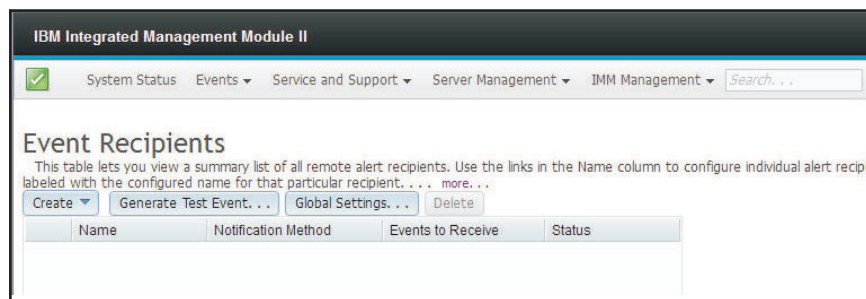 IBM Integrated Management Module II
System Status Events Service and Support Server Management IMM Management Search. . .
Event Recipients
This table lets you view a summary list of all remote alert recipients. Use the links in the Name column to configure individual alert recip
labeled with the configured name for that particular recipient. . . . more. . .
Create Generate Test Event. . . Global Settings. . . Delete
Name Notification Method Events to Receive Status